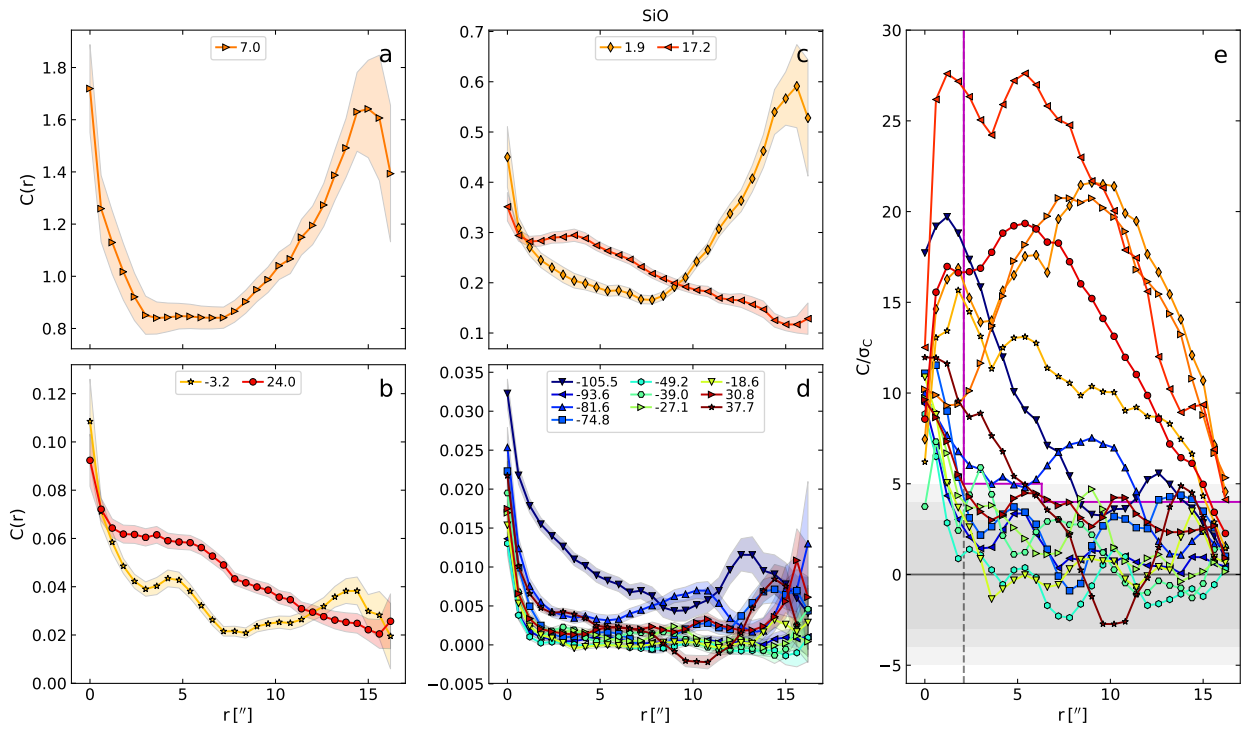 SiO
a
7.0
C(r)
1.8
1.6
1.4
1.2
1.0
0.8
b
-3.2 24.0
C(r)
0.12
0.10
0.08
0.06
0.04
0.02
0.00
0 5 10 15
r ['']
c
1.9 17.2
0.7
0.6
0.5
0.4
0.3
0.2
0.1
d
-105.5 -49.2 -18.6
-93.6 -39.0 30.8
-81.6 -27.1 37.7
-74.8
0.035
0.030
0.025
0.020
0.015
0.010
0.005
0.000
−0.005
0 5 10 15
r ['']
e
C/σC
30
25
20
15
10
5
0
−5
0 5 10 15
r ['']